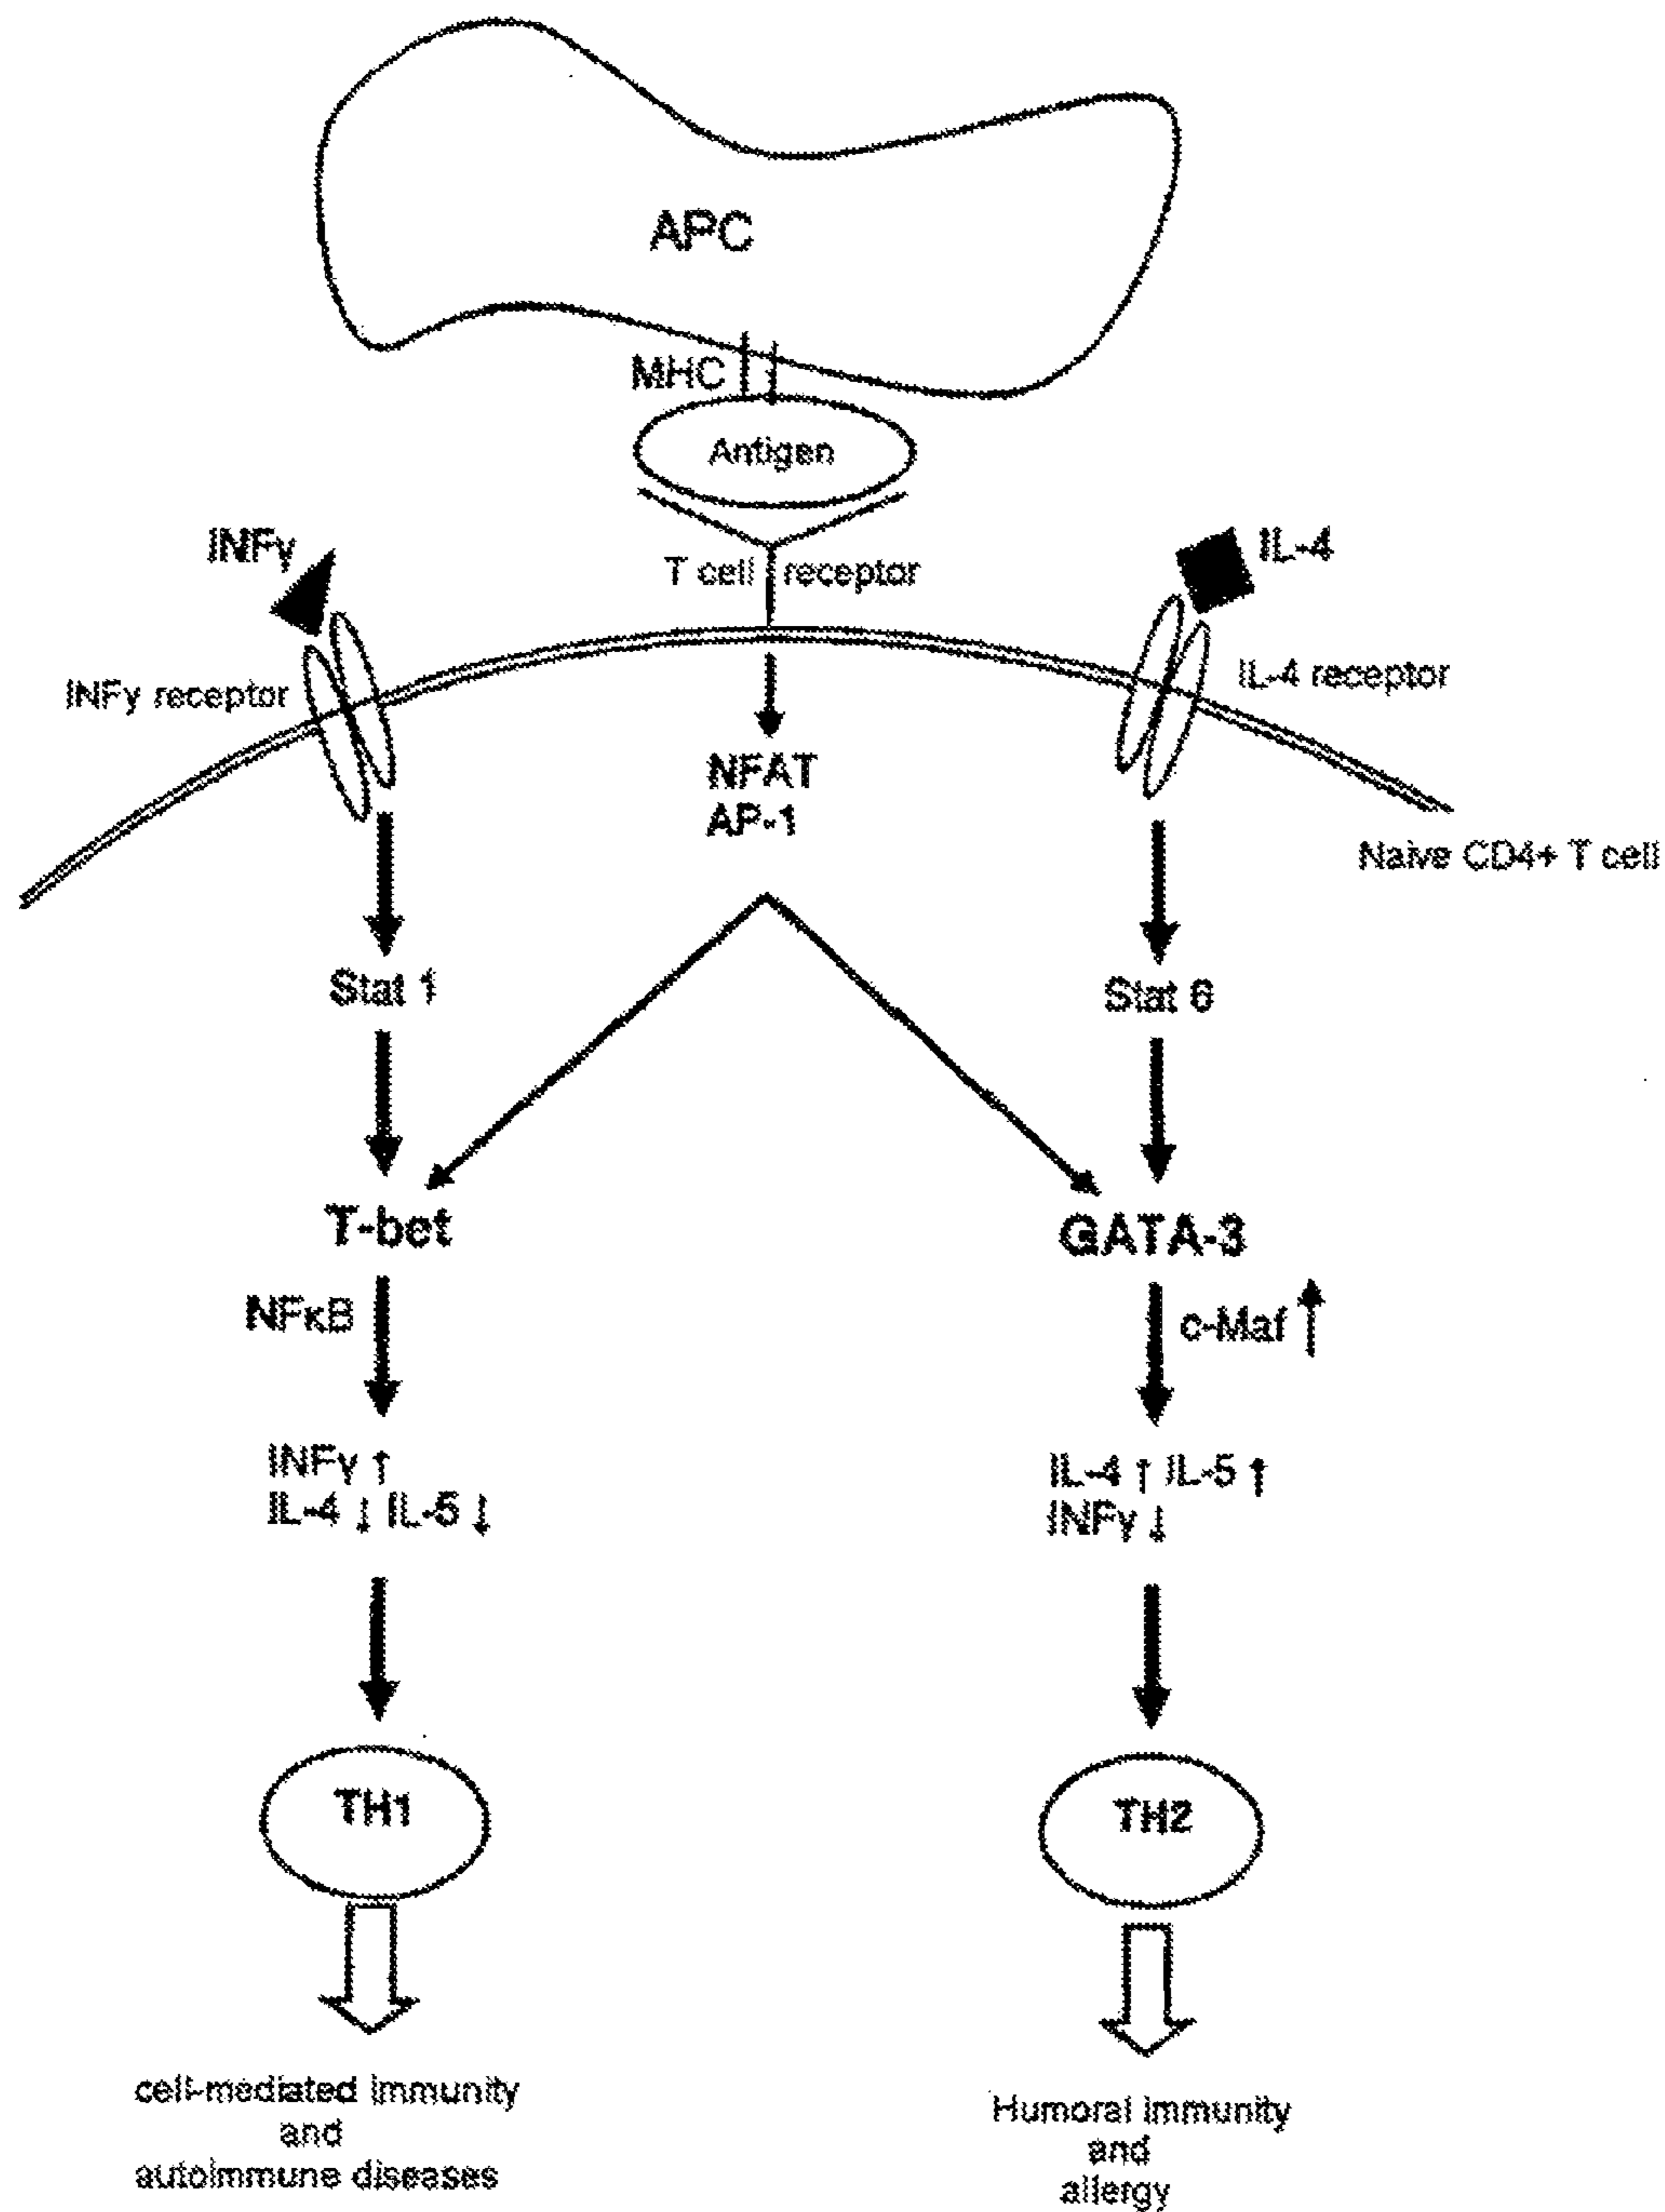 APC
MHC
Antigen
INFγ
IL-4
T cell receptor
INFγ receptor
IL-4 receptor
NFAT
AP-1
Naive CD4+ T cell
Stat 1
Stat 6
T-bet
GATA-3
NFκB
c-Maf ↑
INFγ ↑
IL-4 ↓ IL-5 ↓
IL-4 ↑ IL-5 ↑
INFγ ↓
TH1
TH2
cell-mediated immunity
and
autoimmune diseases
Humoral immunity
and
allergy